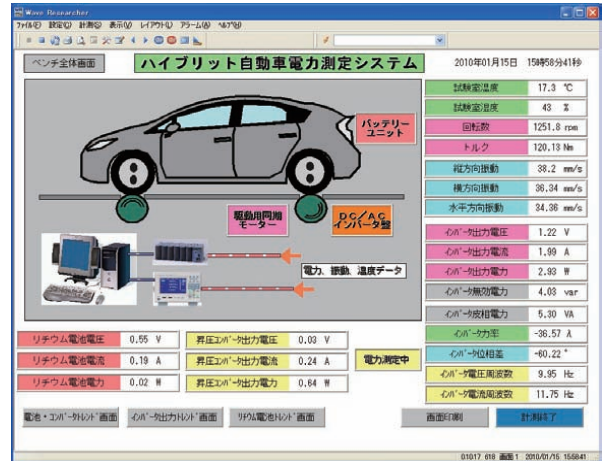 Wave Researcher
ファイル(F) 設定(C) 計測(S) 表示(V) レイアウト(L) アラーム(A) ヘルプ(H)
ベンチ全体画面
ハイブリット自動車電力測定システム
2010年01月15日 15時58分41秒
バッテリーユニット
駆動用同期モーター
DC/ACインバータ盤
電力、振動、温度データ
試験室温度 17.3 ℃
試験室湿度 43 %
回転数 1251.8 rpm
トルク 120.13 Nm
縦方向振動 38.2 mm/s
横方向振動 36.34 mm/s
水平方向振動 34.36 mm/s
インバータ出力電圧 1.22 V
インバータ出力電流 1.99 A
インバータ出力電力 2.93 W
インバータ無効電力 4.03 var
インバータ皮相電力 5.30 VA
インバータ力率 -36.57 λ
インバータ位相差 -60.22 °
インバータ電圧周波数 9.95 Hz
インバータ電流周波数 11.75 Hz
リチウム電池電圧 0.55 V 昇圧コンバータ出力電圧 0.03 V
リチウム電池電流 0.19 A 昇圧コンバータ出力電流 0.24 A 電力測定中
リチウム電池電力 0.02 W 昇圧コンバータ出力電力 0.64 W
電池・コンバータトレンド画面 インバータ出力トレンド画面 リチウム電池トレンド画面 画面印刷 計測終了
01017 618 画面1 2010/01/15 155841